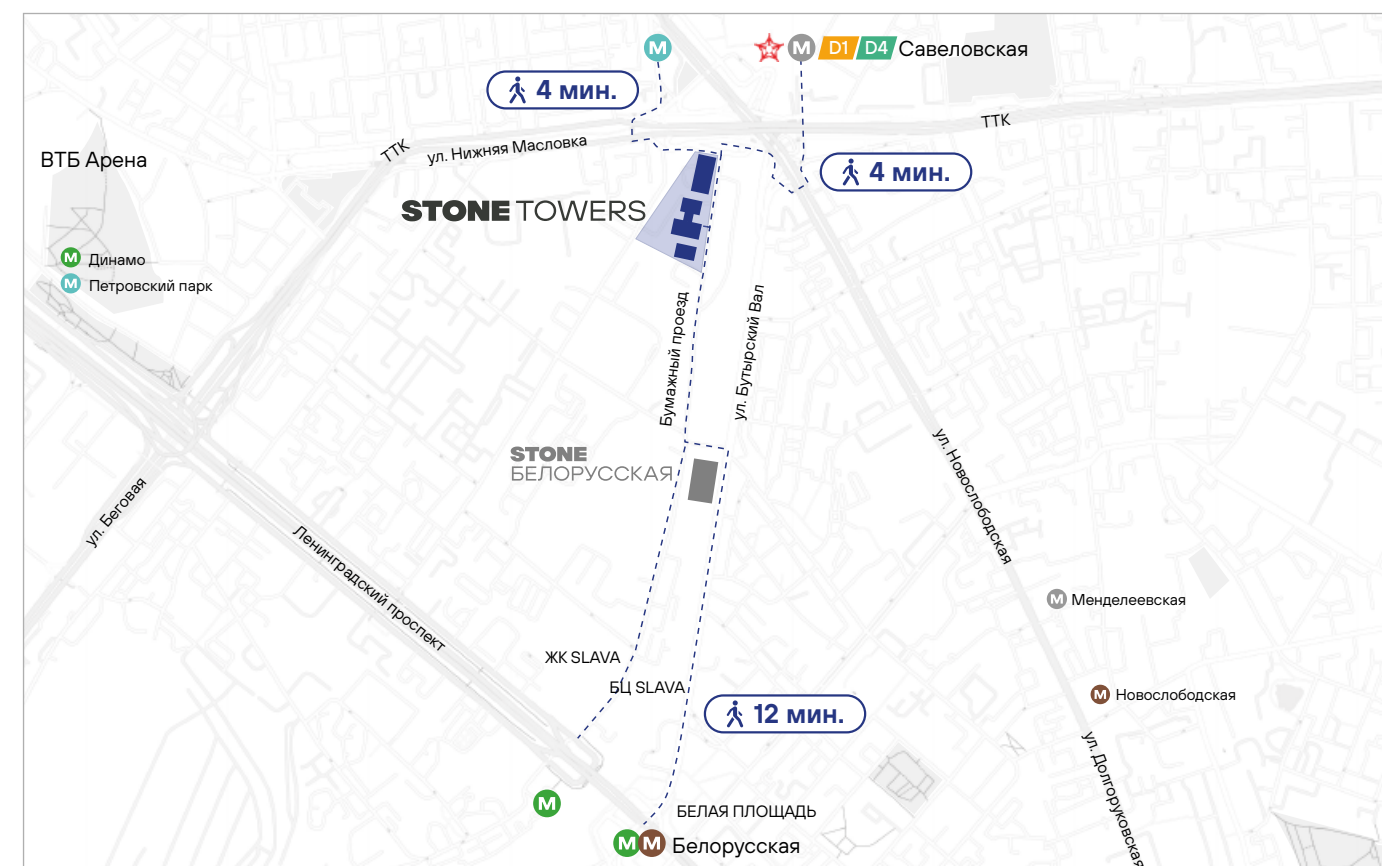 М
М D1 D4 Савеловская
4 мин.
ТТК
ТТК
ул. Нижняя Масловка
ВТБ Арена
4 мин.
STONE TOWERS
М Динамо
М Петровский парк
Бумажный проезд
ул. Бутырский Вал
STONE
БЕЛОРУССКАЯ
ул. Новослободская
ул. Беговая
Ленинградский проспект
М Менделеевская
ЖК SLAVA
БЦ SLAVA
М Новослободская
12 мин.
ул. Долгоруковская
М
БЕЛАЯ ПЛОЩАДЬ
М М Белорусская